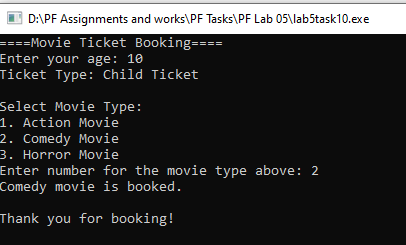 D:\PF Assignments and works\PF Tasks\PF Lab 05\lab5task10.exe
====Movie Ticket Booking====
Enter your age: 10
Ticket Type: Child Ticket
Select Movie Type:
1. Action Movie
2. Comedy Movie
3. Horror Movie
Enter number for the movie type above: 2
Comedy movie is booked.
Thank you for booking!